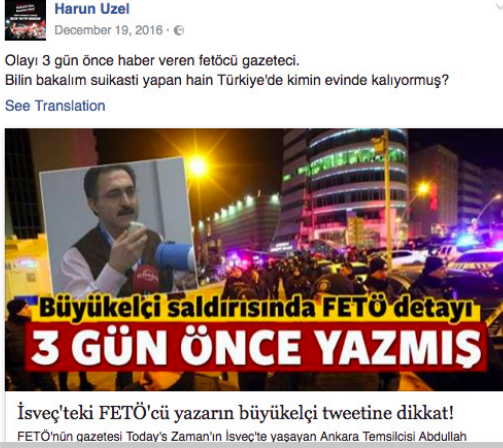 Harun Uzel
December 19, 2016
Olayı 3 gün önce haber veren fetöcü gazeteci.
Bilin bakalım suikasti yapan hain Türkiye'de kimin evinde kalıyormuş?
See Translation
Büyükelçi saldırısında FETÖ detayı
3 GÜN ÖNCE YAZMIŞ
İsveç'teki FETÖ'cü yazarın büyükelçi tweetine dikkat!
FETÖ'nün gazetesi Today's Zaman'ın İsveç'te yaşayan Ankara Temsilcisi Abdullah